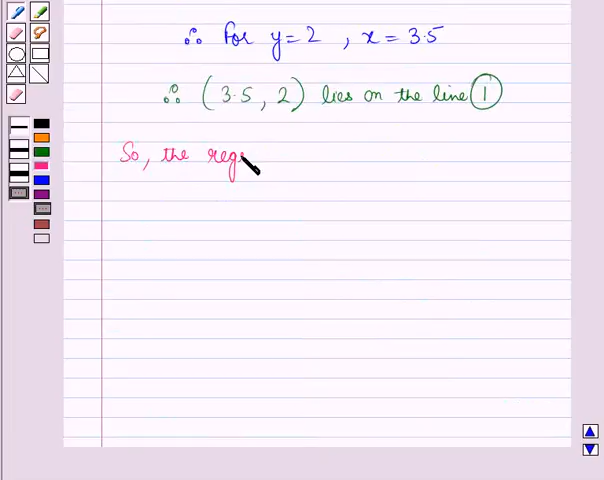 ∴ For y=2 , x = 3.5
∴ (3.5, 2) lies on the line ①
So, the reg